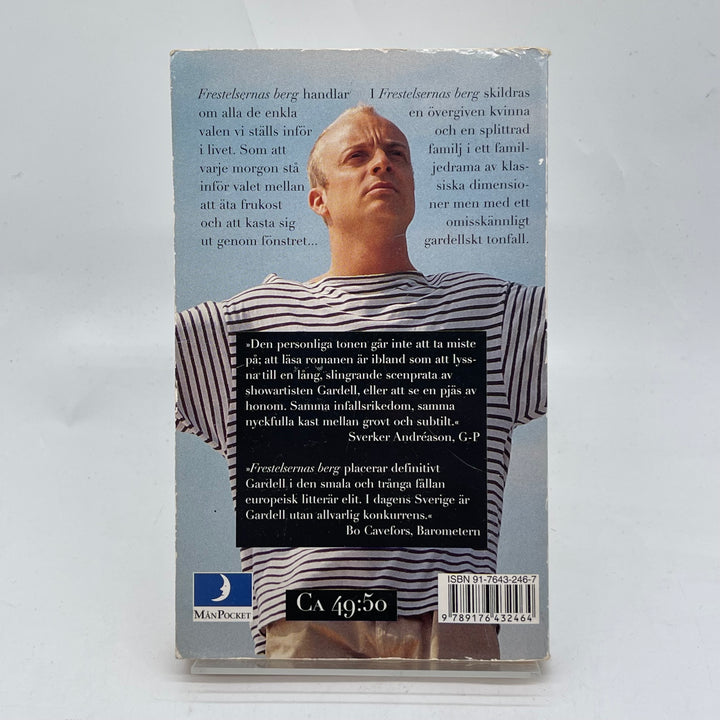 Frestelsernas berg handlar
om alla de enkla
valen vi ställs inför
i livet. Som att
varje morgon stå
inför valet mellan
att äta frukost
och att kasta sig
ut genom fönstret...
I Frestelsernas berg skildras
en övergiven kvinna
och en splittrad
familj i ett famil-
jedrama av klas-
siska dimensio-
ner men med ett
omisskännligt
gardellskt tonfall.
»Den personliga tonen går inte att ta miste
på; att läsa romanen är ibland som att lyss-
na till en lång, slingrande scenprata av
showartisten Gardell, eller att se en pjäs av
honom. Samma infallsrikedom, samma
nyckfulla kast mellan grovt och subtilt.«
Sverker Andréason, G-P
»Frestelsernas berg placerar definitivt
Gardell i den smala och trånga fållan
europeisk litterär elit. I dagens Sverige är
Gardell utan allvarlig konkurrens.«
Bo Cavefors, Barometern
MånPocket
Ca 49:50
ISBN 91-7643-246-7
9 789176 432464